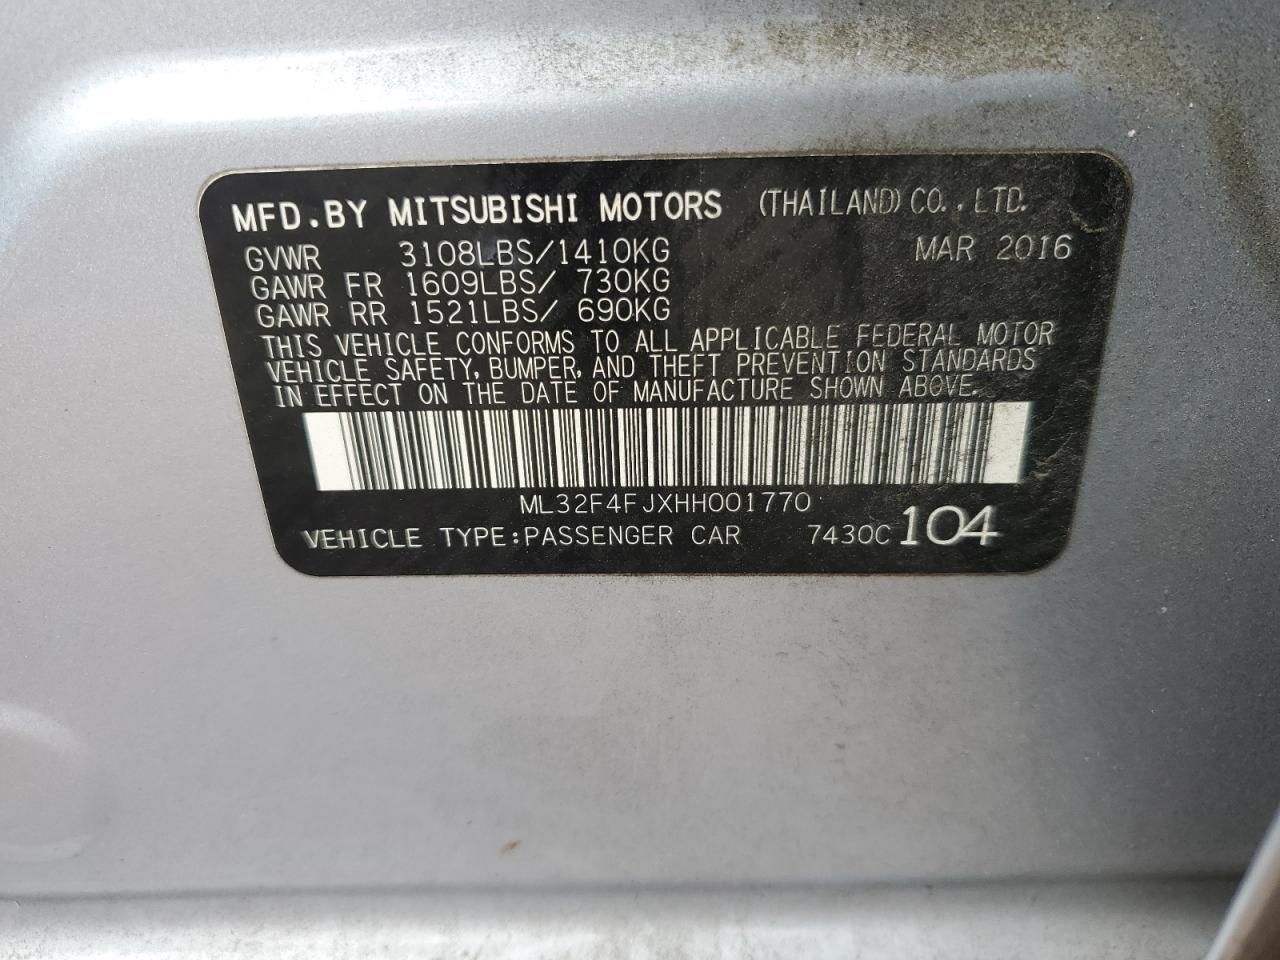 MFD.BY MITSUBISHI MOTORS (THAILAND)CO.,LTD.
GVWR 3108LBS/1410KG MAR 2016
GAWR FR 1609LBS/ 730KG
GAWR RR 1521LBS/ 690KG
THIS VEHICLE CONFORMS TO ALL APPLICABLE FEDERAL MOTOR
VEHICLE SAFETY, BUMPER, AND THEFT PREVENTION STANDARDS
IN EFFECT ON THE DATE OF MANUFACTURE SHOWN ABOVE.
ML32F4FJXHH001770
VEHICLE TYPE:PASSENGER CAR 7430C 104